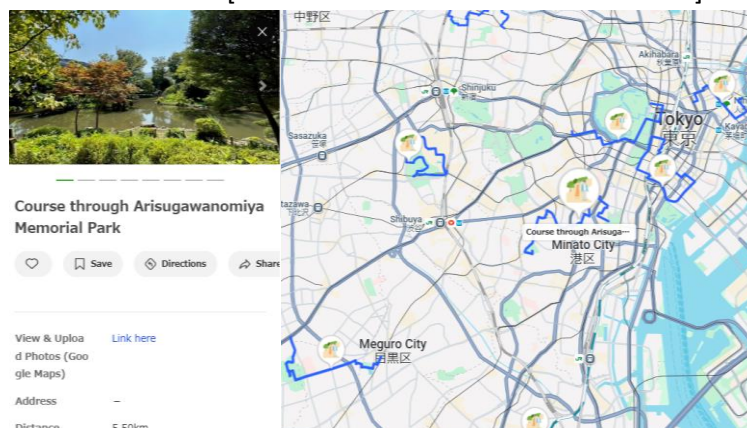 Course through Arisugawanomiya
Memorial Park
Save
Directions
Share
View & Uploa
d Photos (Goo
gle Maps)
Link here
Address
–
Distance
5.50km
中野区
Akihabara
秋葉原
Shinjuku
新宿
Tokyo
東京
Sasazuka
笹塚
Shibuya
渋谷
Course through Arisuga…
Minato City
港区
Meguro City
目黒区